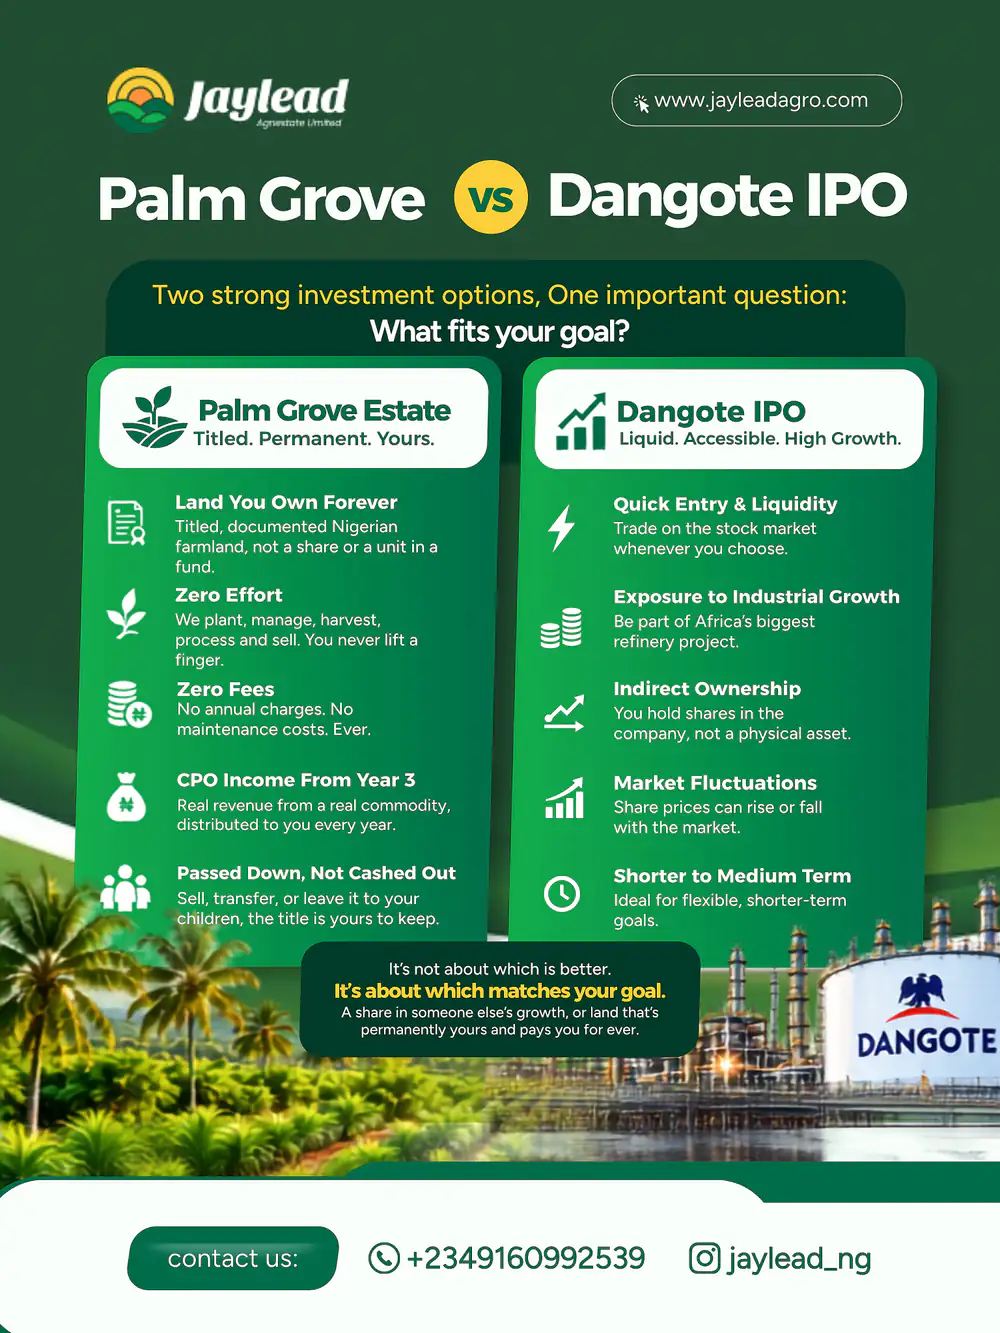 Jaylead
Agriestate Limited
www.jayleadagro.com
Palm Grove vs Dangote IPO
Two strong investment options, One important question:
What fits your goal?
Palm Grove Estate
Titled. Permanent. Yours.
Land You Own Forever
Titled, documented Nigerian
farmland, not a share or a unit in a
fund.
Zero Effort
We plant, manage, harvest,
process and sell. You never lift a
finger.
Zero Fees
No annual charges. No
maintenance costs. Ever.
CPO Income From Year 3
Real revenue from a real commodity,
distributed to you every year.
Passed Down, Not Cashed Out
Sell, transfer, or leave it to your
children, the title is yours to keep.
Dangote IPO
Liquid. Accessible. High Growth.
Quick Entry & Liquidity
Trade on the stock market
whenever you choose.
Exposure to Industrial Growth
Be part of Africa's biggest
refinery project.
Indirect Ownership
You hold shares in the
company, not a physical asset.
Market Fluctuations
Share prices can rise or fall
with the market.
Shorter to Medium Term
Ideal for flexible, shorter-term
goals.
It's not about which is better.
It's about which matches your goal.
A share in someone else's growth, or land that's
permanently yours and pays you for ever.
DANGOTE
contact us:
+2349160992539
jaylead_ng